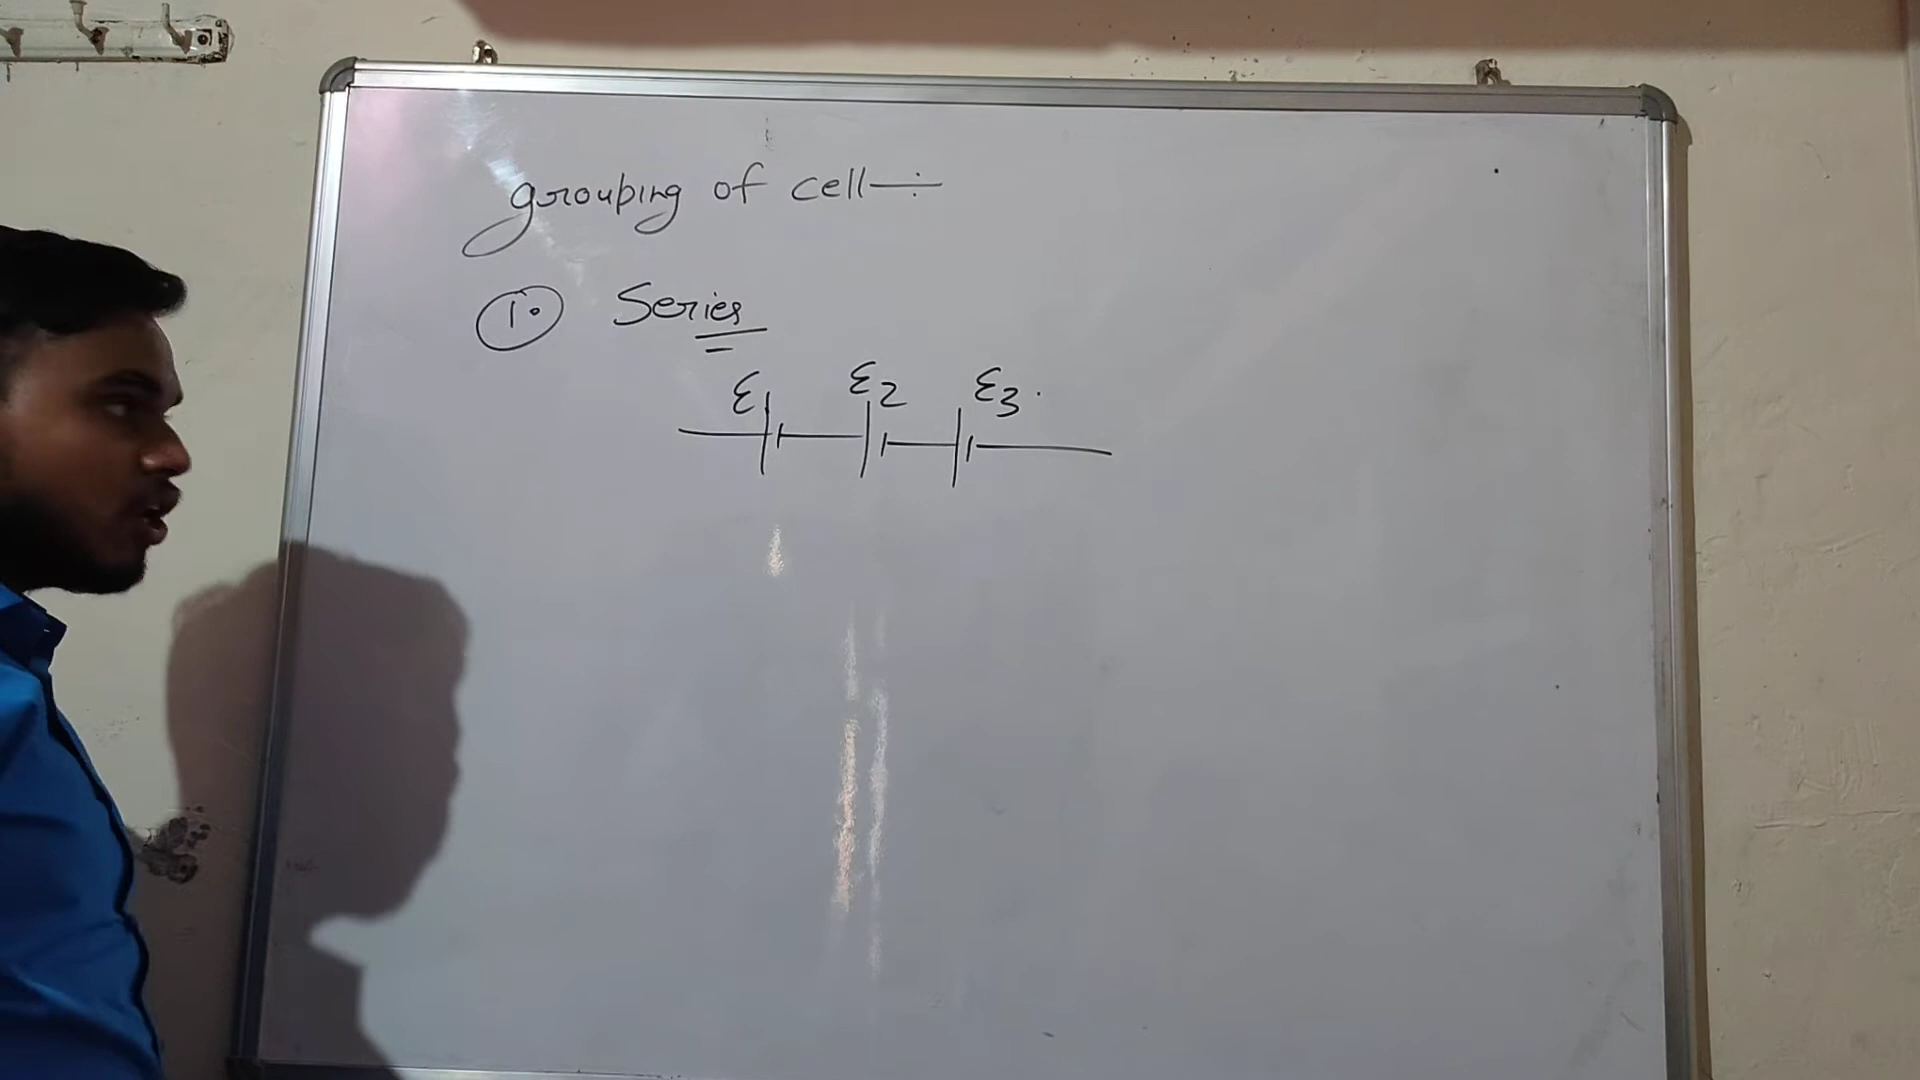 grouping of cell ÷
1. Series
ε1 ε2 ε3.